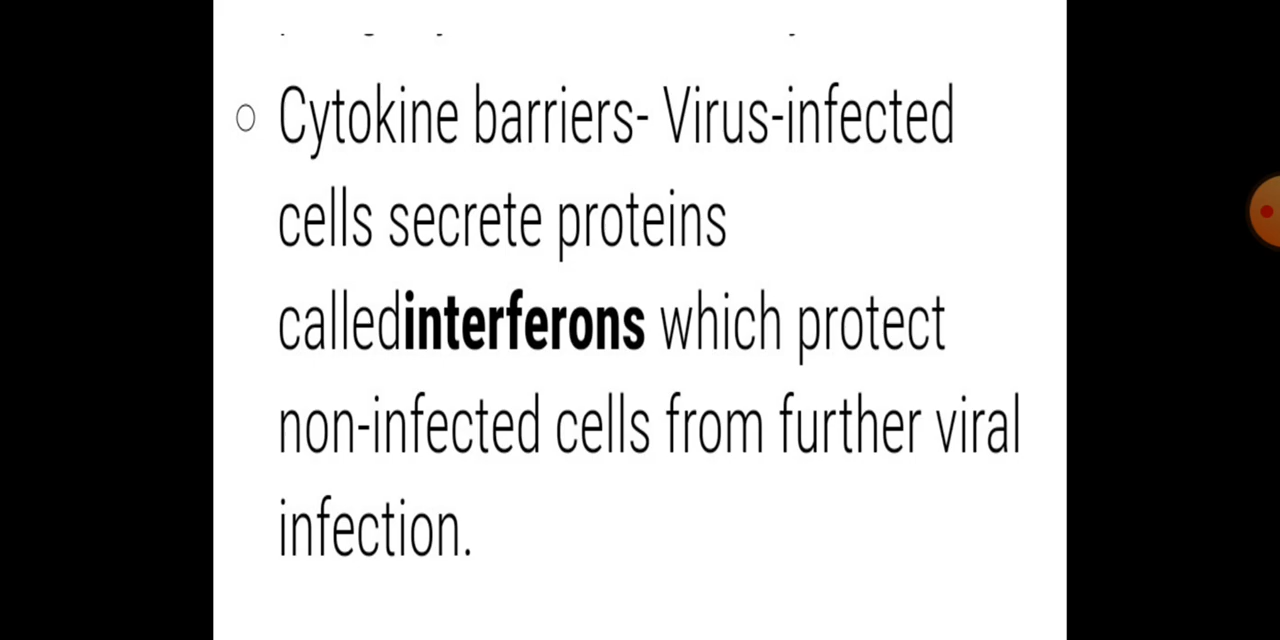 ○ Cytokine barriers- Virus-infected
cells secrete proteins
calledinterferons which protect
non-infected cells from further viral
infection.